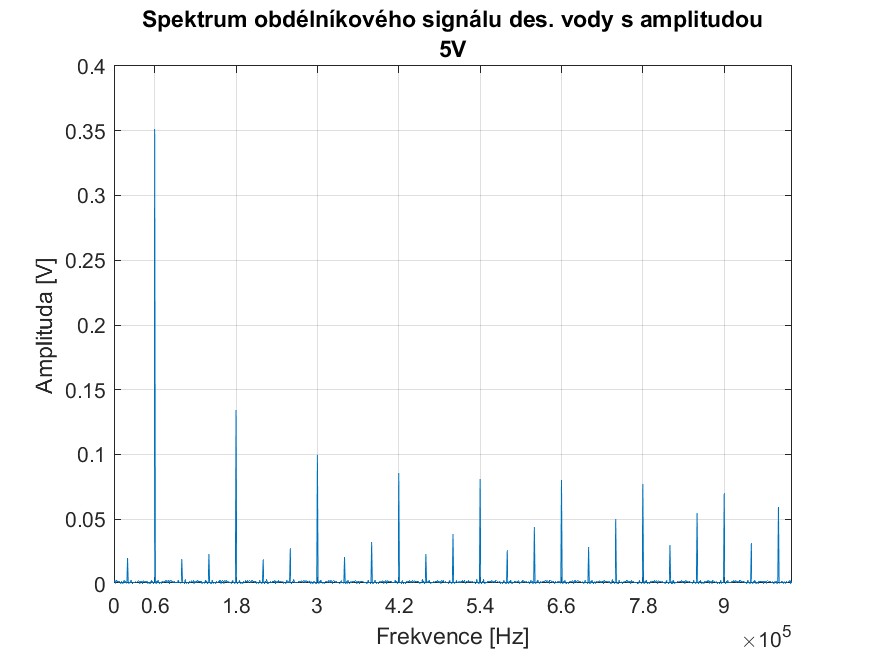 Spektrum obdélníkového signálu des. vody s amplitudou
5V
0.4
0.35
0.3
0.25
0.2
0.15
0.1
0.05
0
Amplituda [V]
0 0.6 1.8 3 4.2 5.4 6.6 7.8 9
Frekvence [Hz]
×10^5